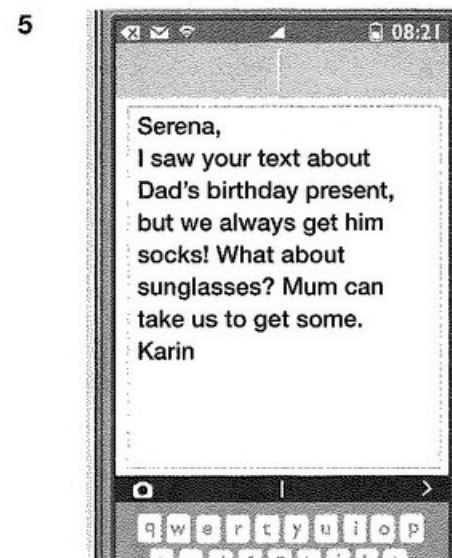 5
08:21
Serena,
I saw your text about
Dad's birthday present,
but we always get him
socks! What about
sunglasses? Mum can
take us to get some.
Karin
q w e r t y u i o p